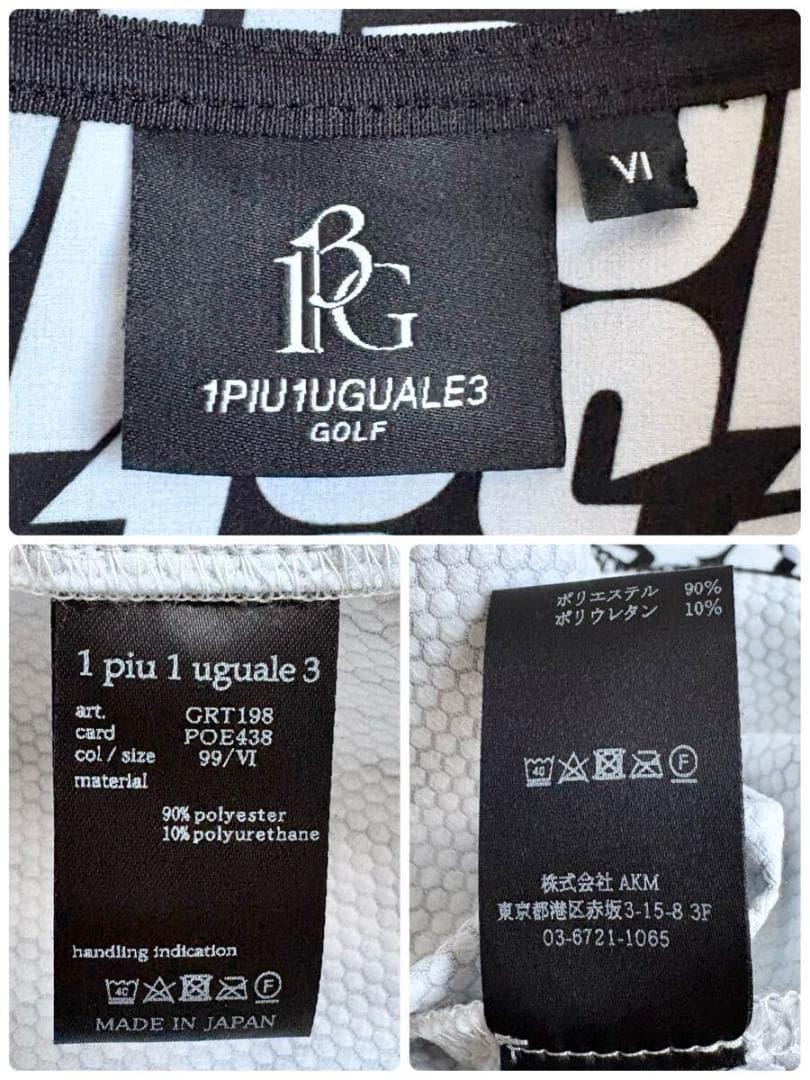 1PG3
VI
1PIU1UGUALE3
GOLF
1 piu 1 uguale 3
art. GRT198
card POE438
col / size 99/VI
material
90% polyester
10% polyurethane
handling indication
40 F
MADE IN JAPAN
ポリエステル 90%
ポリウレタン 10%
40 F
株式会社 AKM
東京都港区赤坂3-15-8 3F
03-6721-1065